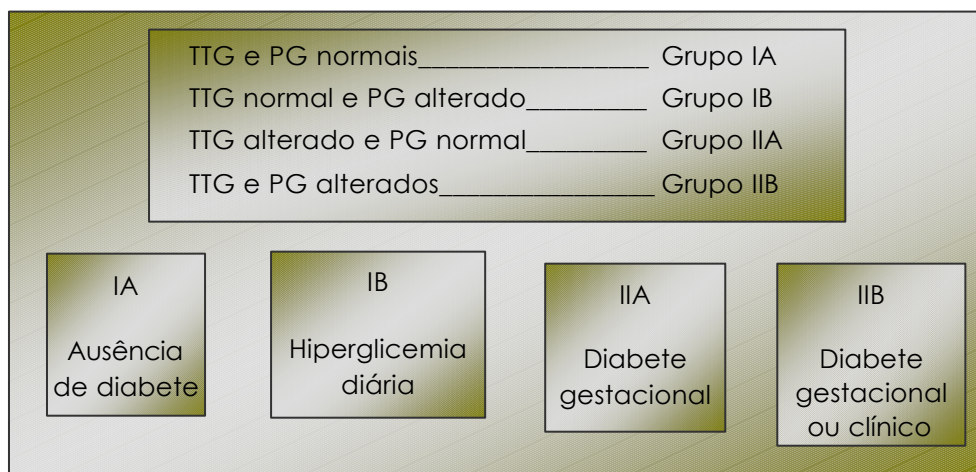 TTG e PG normais_________________ Grupo IA
TTG normal e PG alterado_________ Grupo IB
TTG alterado e PG normal_________ Grupo IIA
TTG e PG alterados________________ Grupo IIB
IA
Ausência
de diabete
IB
Hiperglicemia
diária
IIA
Diabete
gestacional
IIB
Diabete
gestacional
ou clínico